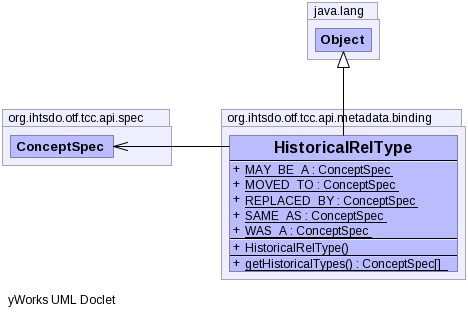 java.lang
Object
org.ihtsdo.otf.tcc.api.spec
ConceptSpec
org.ihtsdo.otf.tcc.api.metadata.binding
HistoricalRelType
+ MAY_BE_A : ConceptSpec
+ MOVED_TO : ConceptSpec
+ REPLACED_BY : ConceptSpec
+ SAME_AS : ConceptSpec
+ WAS_A : ConceptSpec
+ HistoricalRelType()
+ getHistoricalTypes() : ConceptSpec[]
yWorks UML Doclet